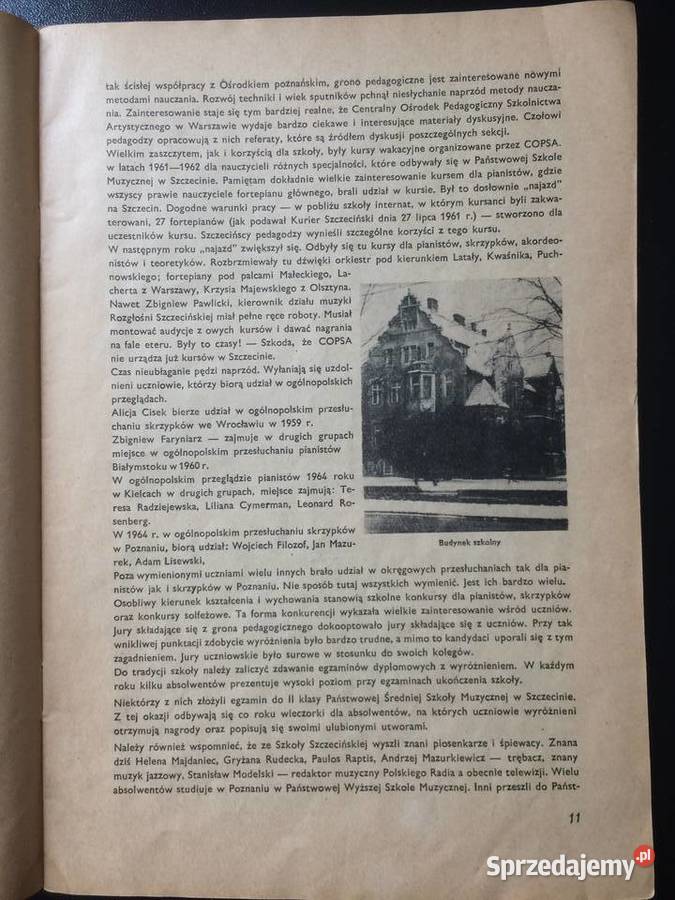 tak ścisłej współpracy z Ośrodkiem poznańskim, grono pedagogiczne jest zainteresowane nowymi
metodami nauczania. Rozwój techniki i wiek sputników pchnął niesłychanie naprzód metody naucza-
nia. Zainteresowanie staje się tym bardziej realne, że Centralny Ośrodek Pedagogiczny Szkolnictwa
Artystycznego w Warszawie wydaje bardzo ciekawe i interesujące materiały dyskusyjne. Czołowi
pedagodzy opracowują z nich referaty, które są źródłem dyskusji poszczególnych sekcji.
Wielkim zaszczytem, jak i korzyścią dla szkoły, były kursy wakacyjne organizowane przez COPSA.
w latach 1961—1962 dla nauczycieli różnych specjalności, które odbywały się w Państwowej Szkole
Muzycznej w Szczecinie. Pamiętam dokładnie wielkie zainteresowanie kursem dla pianistów, gdzie
wszyscy prawie nauczyciele fortepianu głównego, brali udział w kursie. Był to dosłownie „najazd"
na Szczecin. Dogodne warunki pracy — w pobliżu szkoły internat, w którym kursanci byli zakwa-
terowani, 27 fortepianów (jak podawał Kurier Szczeciński dnia 27 lipca 1961 r.) — stworzono dla
uczestników kursu. Szczecińscy pedagodzy wynieśli szczególne korzyści z tego kursu.
W następnym roku „najazd" zwiększył się. Odbyły się tu kursy dla pianistów, skrzypków, akordeo-
nistów i teoretyków. Rozbrzmiewały tu dźwięki orkiestr pod kierunkiem Latały, Kwaśnika, Puch-
nowskiego; fortepiany pod palcami Małeckiego, La-
cherta z Warszawy, Krzysia Majewskiego z Olsztyna.
Nawet Zbigniew Pawlicki, kierownik działu muzyki
Rozgłośni Szczecińskiej miał pełne ręce roboty. Musiał
montować audycje z owych kursów i dawać nagrania
na fale eteru. Były to czasy! — Szkoda, że COPSA
nie urządza już kursów w Szczecinie.
Czas nieubłaganie pędzi naprzód. Wyłaniają się uzdol-
nieni uczniowie, którzy biorą udział w ogólnopolskich
przeglądach.
Alicja Cisek bierze udział w ogólnopolskim przesłu-
chaniu skrzypków we Wrocławiu w 1959 r.
Zbigniew Faryniarz — zajmuje w drugich grupach
miejsce w ogólnopolskim przesłuchaniu pianistów
Białymstoku w 1960 r.
W ogólnopolskim przeglądzie pianistów 1964 roku
w Kielcach w drugich grupach, miejsce zajmują: Te-
resa Radziejewska, Liliana Cymerman, Leonard Ro-
senberg.
W 1964 r. w ogólnopolskim przesłuchaniu skrzypków
w Poznaniu, biorą udział: Wojciech Filozof, Jan Mazu-
rek, Adam Lisewski,
Budynek szkolny
Poza wymienionymi uczniami wielu innych brało udział w okręgowych przesłuchaniach tak dla pia-
nistów jak i skrzypków w Poznaniu. Nie sposób tutaj wszystkich wymienić. Jest ich bardzo wielu.
Osobliwy kierunek kształcenia i wychowania stanowią szkolne konkursy dla pianistów, skrzypków
oraz konkursy solfeżowe. Ta forma konkurencji wykazała wielkie zainteresowanie wśród uczniów.
Jury składające się z grona pedagogicznego dokooptowało jury składające się z uczniów. Przy tak
wnikliwej punktacji zdobycie wyróżnienia było bardzo trudne, a mimo to kandydaci uporali się z tym
zagadnieniem. Jury uczniowskie było surowe w stosunku do swoich kolegów.
Do tradycji szkoły należy zaliczyć zdawanie egzaminów dyplomowych z wyróżnieniem. W każdym
roku kilku absolwentów prezentuje wysoki poziom przy egzaminach ukończenia szkoły.
Niektórzy z nich złożyli egzamin do II klasy Państwowej Średniej Szkoły Muzycznej w Szczecinie.
Z tej okazji odbywają się co roku wieczorki dla absolwentów, na których uczniowie wyróżnieni
otrzymują nagrody oraz popisują się swoimi ulubionymi utworami.
Należy również wspomnieć, że ze Szkoły Szczecińskiej wyszli znani piosenkarze i śpiewacy. Znana
dziś Helena Majdaniec, Gryżana Rudecka, Paulos Raptis, Andrzej Mazurkiewicz — trębacz, znany
muzyk jazzowy, Stanisław Modelski — redaktor muzyczny Polskiego Radia a obecnie telewizji. Wielu
absolwentów studiuje w Poznaniu w Państwowej Wyższej Szkole Muzycznej. Inni przeszli do Państ-
11
Sprzedajemy.pl